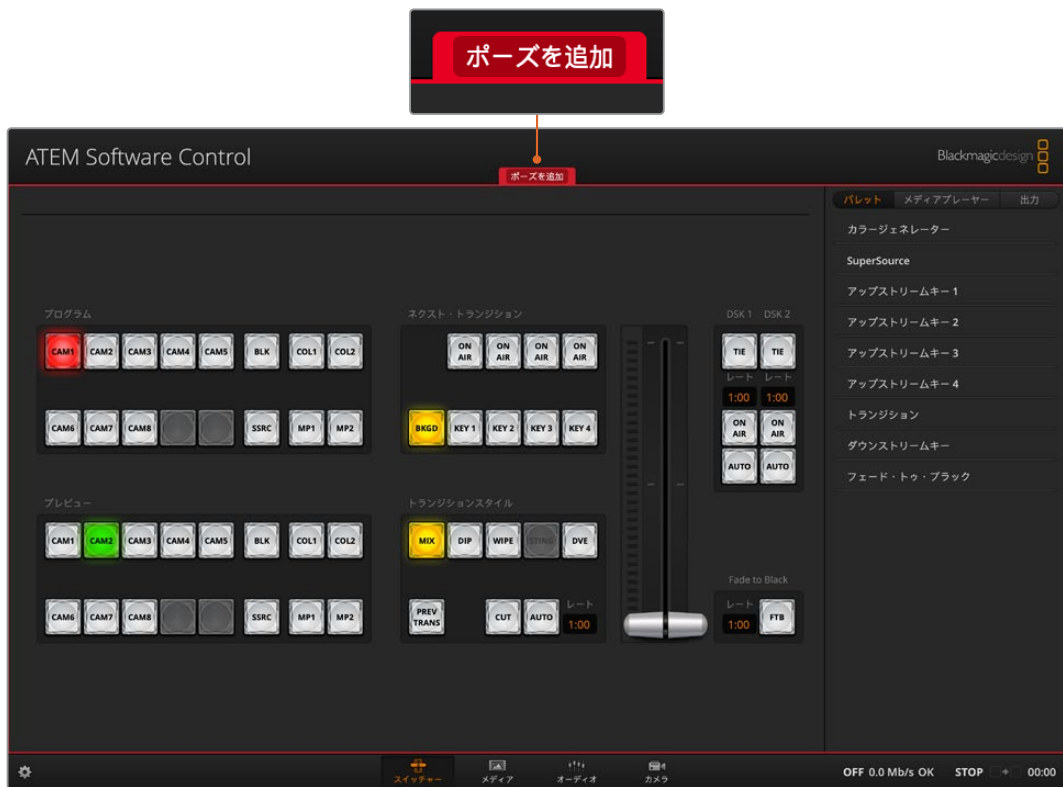 ポーズを追加
ATEM Software Control
Blackmagicdesign
ポーズを追加
パレット メディアプレーヤー 出力
カラージェネレーター
SuperSource
アップストリームキー 1
アップストリームキー 2
アップストリームキー 3
アップストリームキー 4
トランジション
ダウンストリームキー
フェード・トゥ・ブラック
プログラム
CAM1 CAM2 CAM3 CAM4 CAM5 BLK COL1 COL2
CAM6 CAM7 CAM8 SSRC MP1 MP2
ネクスト・トランジション
ON AIR ON AIR ON AIR ON AIR
BKGD KEY 1 KEY 2 KEY 3 KEY 4
DSK 1 DSK 2
TIE TIE
レート レート
1:00 1:00
ON AIR ON AIR
AUTO AUTO
プレビュー
CAM1 CAM2 CAM3 CAM4 CAM5 BLK COL1 COL2
CAM6 CAM7 CAM8 SSRC MP1 MP2
トランジションスタイル
MIX DIP WIPE STING DVE
PREV TRANS CUT AUTO レート 1:00
Fade to Black
レート
1:00 FTB
スイッチャー メディア オーディオ カメラ
OFF 0.0 Mb/s OK STOP 00:00